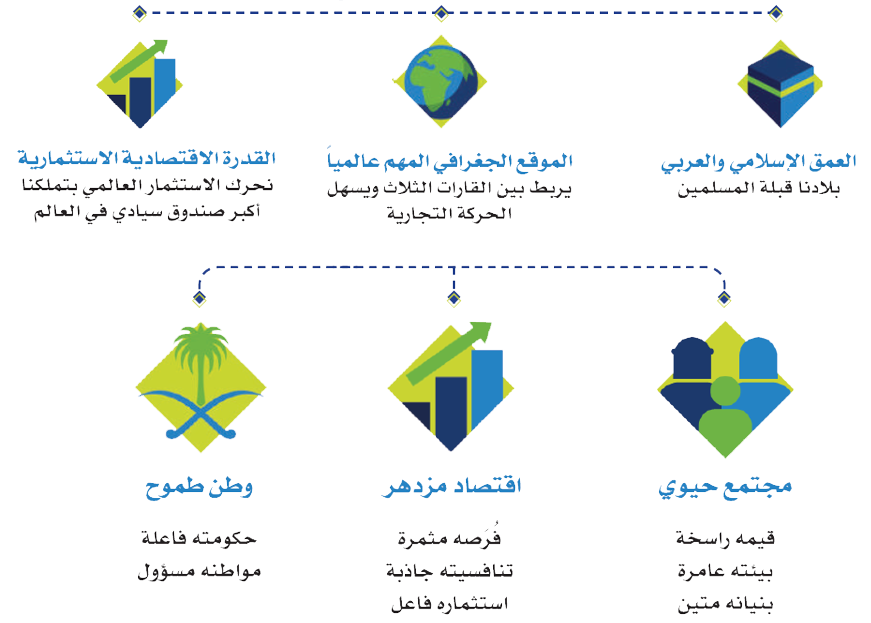 العمق الإسلامي والعربي
بلادنا قبلة المسلمين
الموقع الجغرافي المهم عالمياً
يربط بين القارات الثلاث ويسهل
الحركة التجارية
القدرة الاقتصادية الاستثمارية
نحرك الاستثمار العالمي بتملكنا
أكبر صندوق سيادي في العالم
مجتمع حيوي
قيمه راسخة
بيئته عامرة
بنيانه متين
اقتصاد مزدهر
فُرَصه مثمرة
تنافسيته جاذبة
استثماره فاعل
وطن طموح
حكومته فاعلة
مواطنه مسؤول